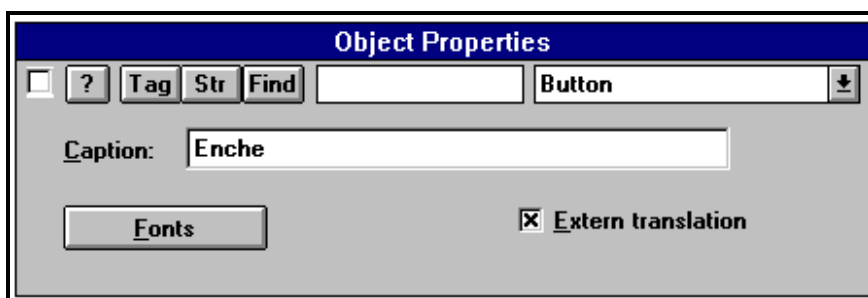 Object Properties
? Tag Str Find Button
Caption: Enche
Fonts Extern translation